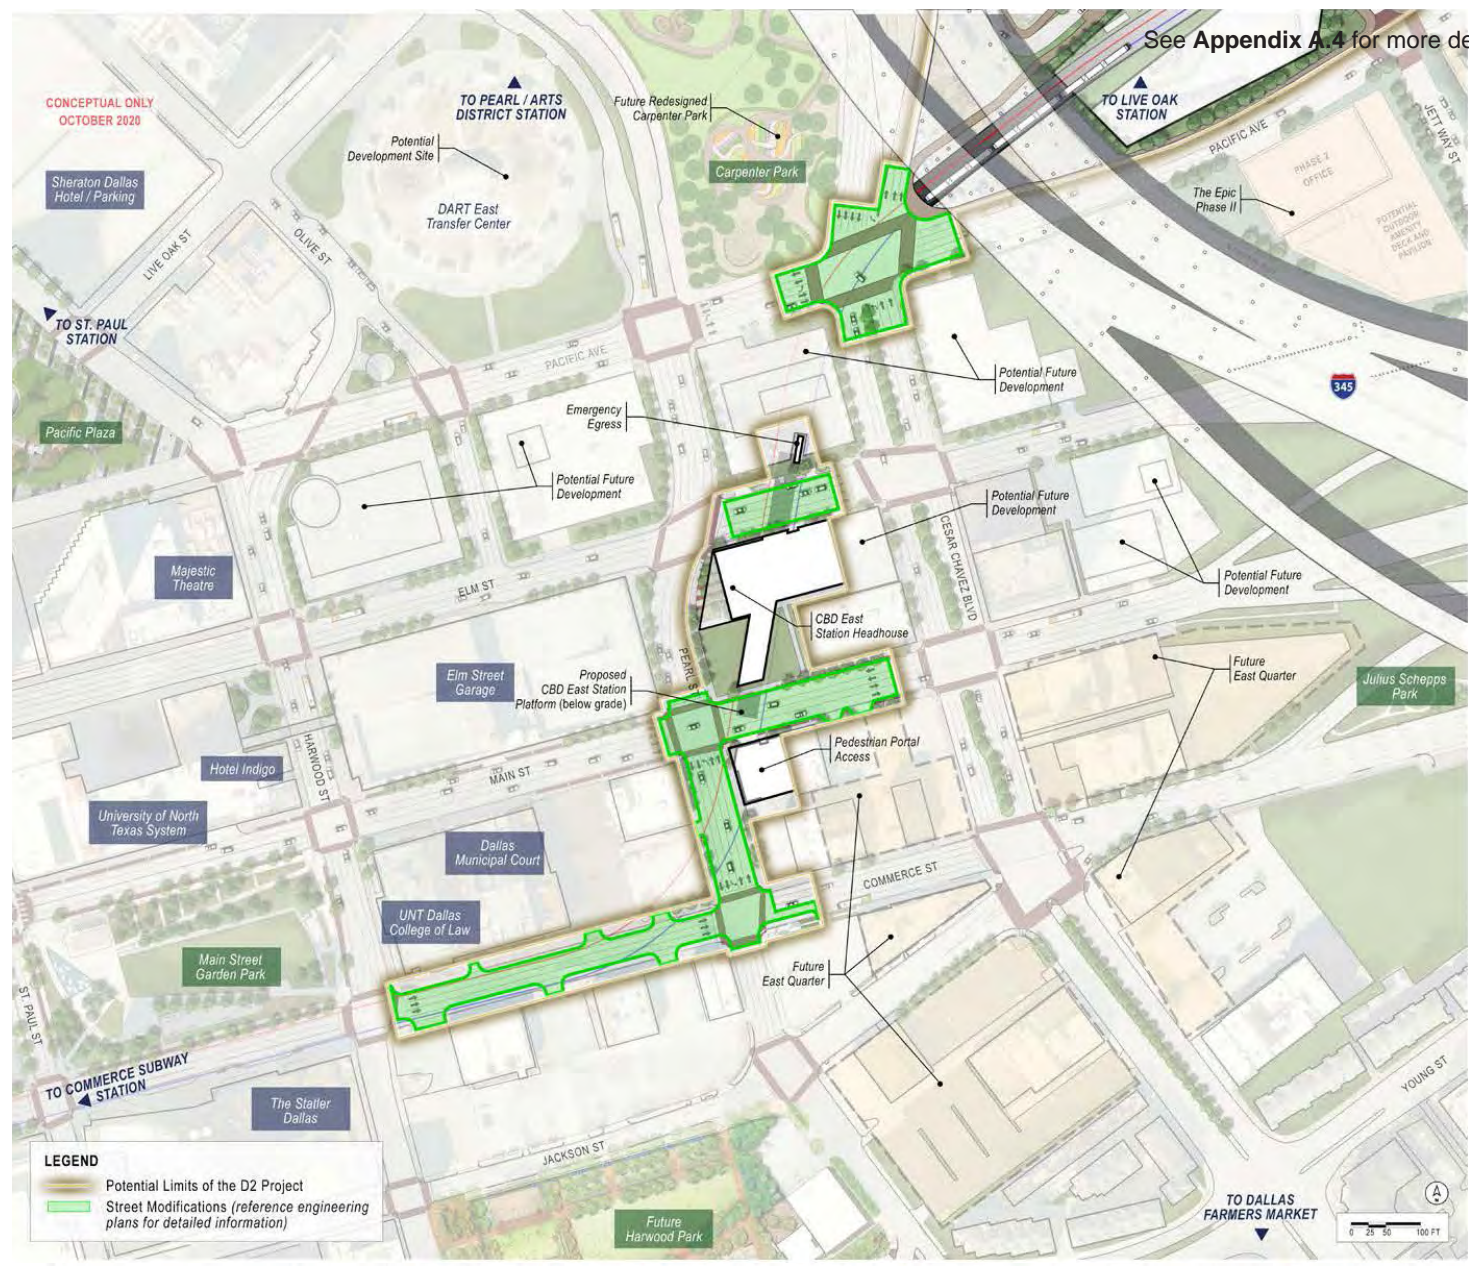 See Appendix A.4 for more de
CONCEPTUAL ONLY
OCTOBER 2020
TO PEARL / ARTS
DISTRICT STATION
Future Redesigned
Carpenter Park
TO LIVE OAK
STATION
JETT WAY ST
PACIFIC AVE
Potential
Development Site
Carpenter Park
PHASE 2
OFFICE
Sheraton Dallas
Hotel / Parking
The Epic
Phase II
DART East
Transfer Center
POTENTIAL
OUTDOOR
AMENITY
DECK AND
PAVILION
LIVE OAK ST
OLIVE ST
TO ST. PAUL
STATION
PACIFIC AVE
Potential Future
Development
345
Emergency
Egress
Pacific Plaza
Potential Future
Development
Potential Future
Development
CESAR CHAVEZ BLVD
Majestic
Theatre
ELM ST
Potential Future
Development
CBD East
Station Headhouse
PEARL ST
Elm Street
Garage
Proposed
CBD East Station
Platform (below grade)
Future
East Quarter
Julius Schepps
Park
HARWOOD ST
Hotel Indigo
MAIN ST
Pedestrian Portal
Access
University of North
Texas System
Dallas
Municipal Court
COMMERCE ST
UNT Dallas
College of Law
Main Street
Garden Park
Future
East Quarter
ST. PAUL ST
TO COMMERCE SUBWAY
STATION
The Statler
Dallas
YOUNG ST
JACKSON ST
LEGEND
Potential Limits of the D2 Project
Street Modifications (reference engineering
plans for detailed information)
Future
Harwood Park
TO DALLAS
FARMERS MARKET
A
0 25 50 100 FT